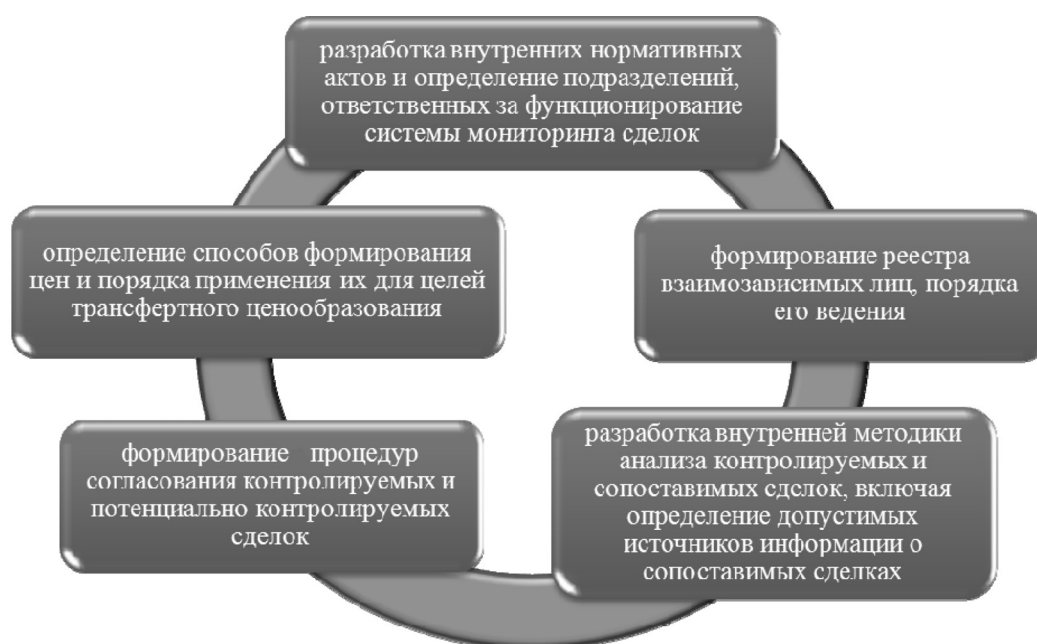 разработка внутренних нормативных
актов и определение подразделений,
ответственных за функционирование
системы мониторинга сделок
формирование реестра
взаимозависимых лиц, порядка
его ведения
разработка внутренней методики
анализа контролируемых и
сопоставимых сделок, включая
определение допустимых
источников информации о
сопоставимых сделках
формирование процедур
согласования контролируемых и
потенциально контролируемых
сделок
определение способов формирования
цен и порядка применения их для целей
трансфертного ценообразования